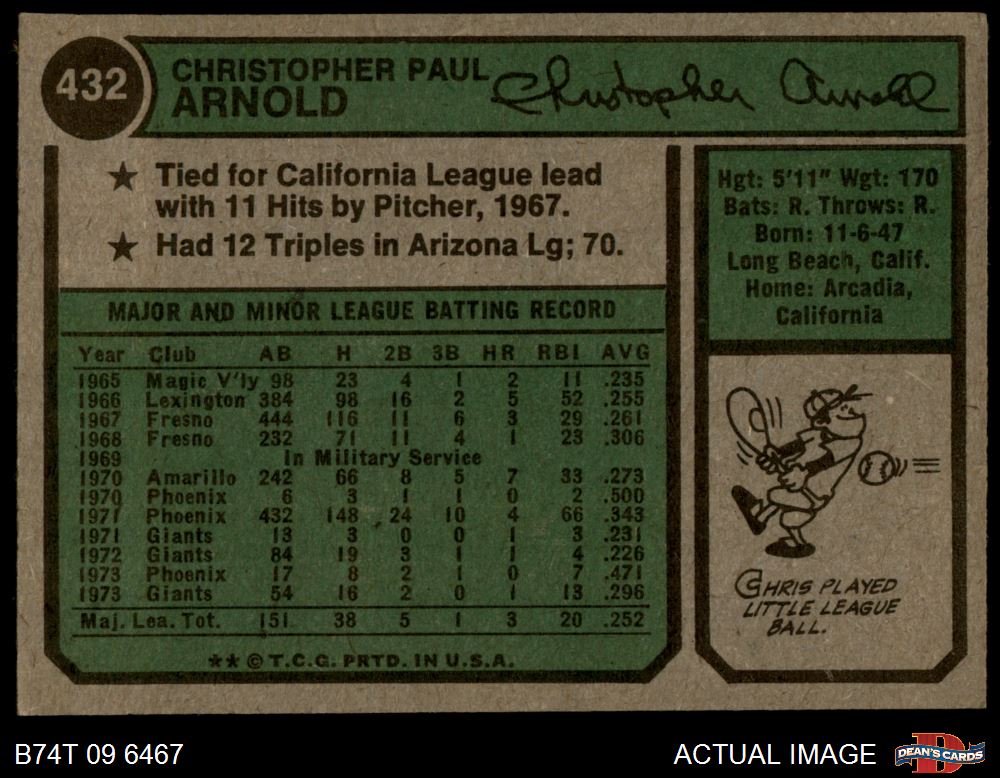 432
CHRISTOPHER PAUL
ARNOLD
Christopher Arnold
★ Tied for California League lead
with 11 Hits by Pitcher, 1967.
★ Had 12 Triples in Arizona Lg; 70.
MAJOR AND MINOR LEAGUE BATTING RECORD
Year Club AB H 2B 3B HR RBI AVG
1965 Magic V'ly 98 23 4 1 2 11 .235
1966 Lexington 384 98 16 2 5 52 .255
1967 Fresno 444 116 11 6 3 29 .261
1968 Fresno 232 71 11 4 1 23 .306
1969 In Military Service
1970 Amarillo 242 66 8 5 7 33 .273
1970 Phoenix 6 3 1 1 0 2 .500
1971 Phoenix 432 148 24 10 4 66 .343
1971 Giants 13 3 0 0 1 3 .231
1972 Giants 84 19 3 1 1 4 .226
1973 Phoenix 17 8 2 1 0 7 .471
1973 Giants 54 16 2 0 1 13 .296
Maj. Lea. Tot. 151 38 5 1 3 20 .252
** © T.C.G. PRTD. IN U.S.A.
Hgt: 5'11" Wgt: 170
Bats: R. Throws: R.
Born: 11-6-47
Long Beach, Calif.
Home: Arcadia,
California
CHRIS PLAYED
LITTLE LEAGUE
BALL.
B74T 09 6467
ACTUAL IMAGE
DEAN'S CARDS